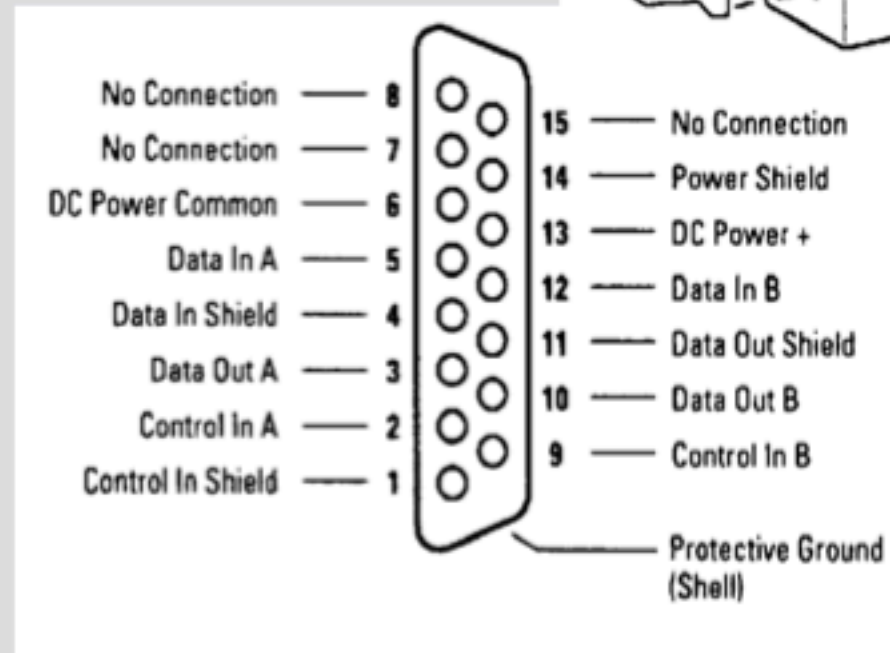 No Connection 8
No Connection 7
DC Power Common 6
Data In A 5
Data In Shield 4
Data Out A 3
Control In A 2
Control In Shield 1
15 No Connection
14 Power Shield
13 DC Power +
12 Data In B
11 Data Out Shield
10 Data Out B
9 Control In B
Protective Ground
(Shell)